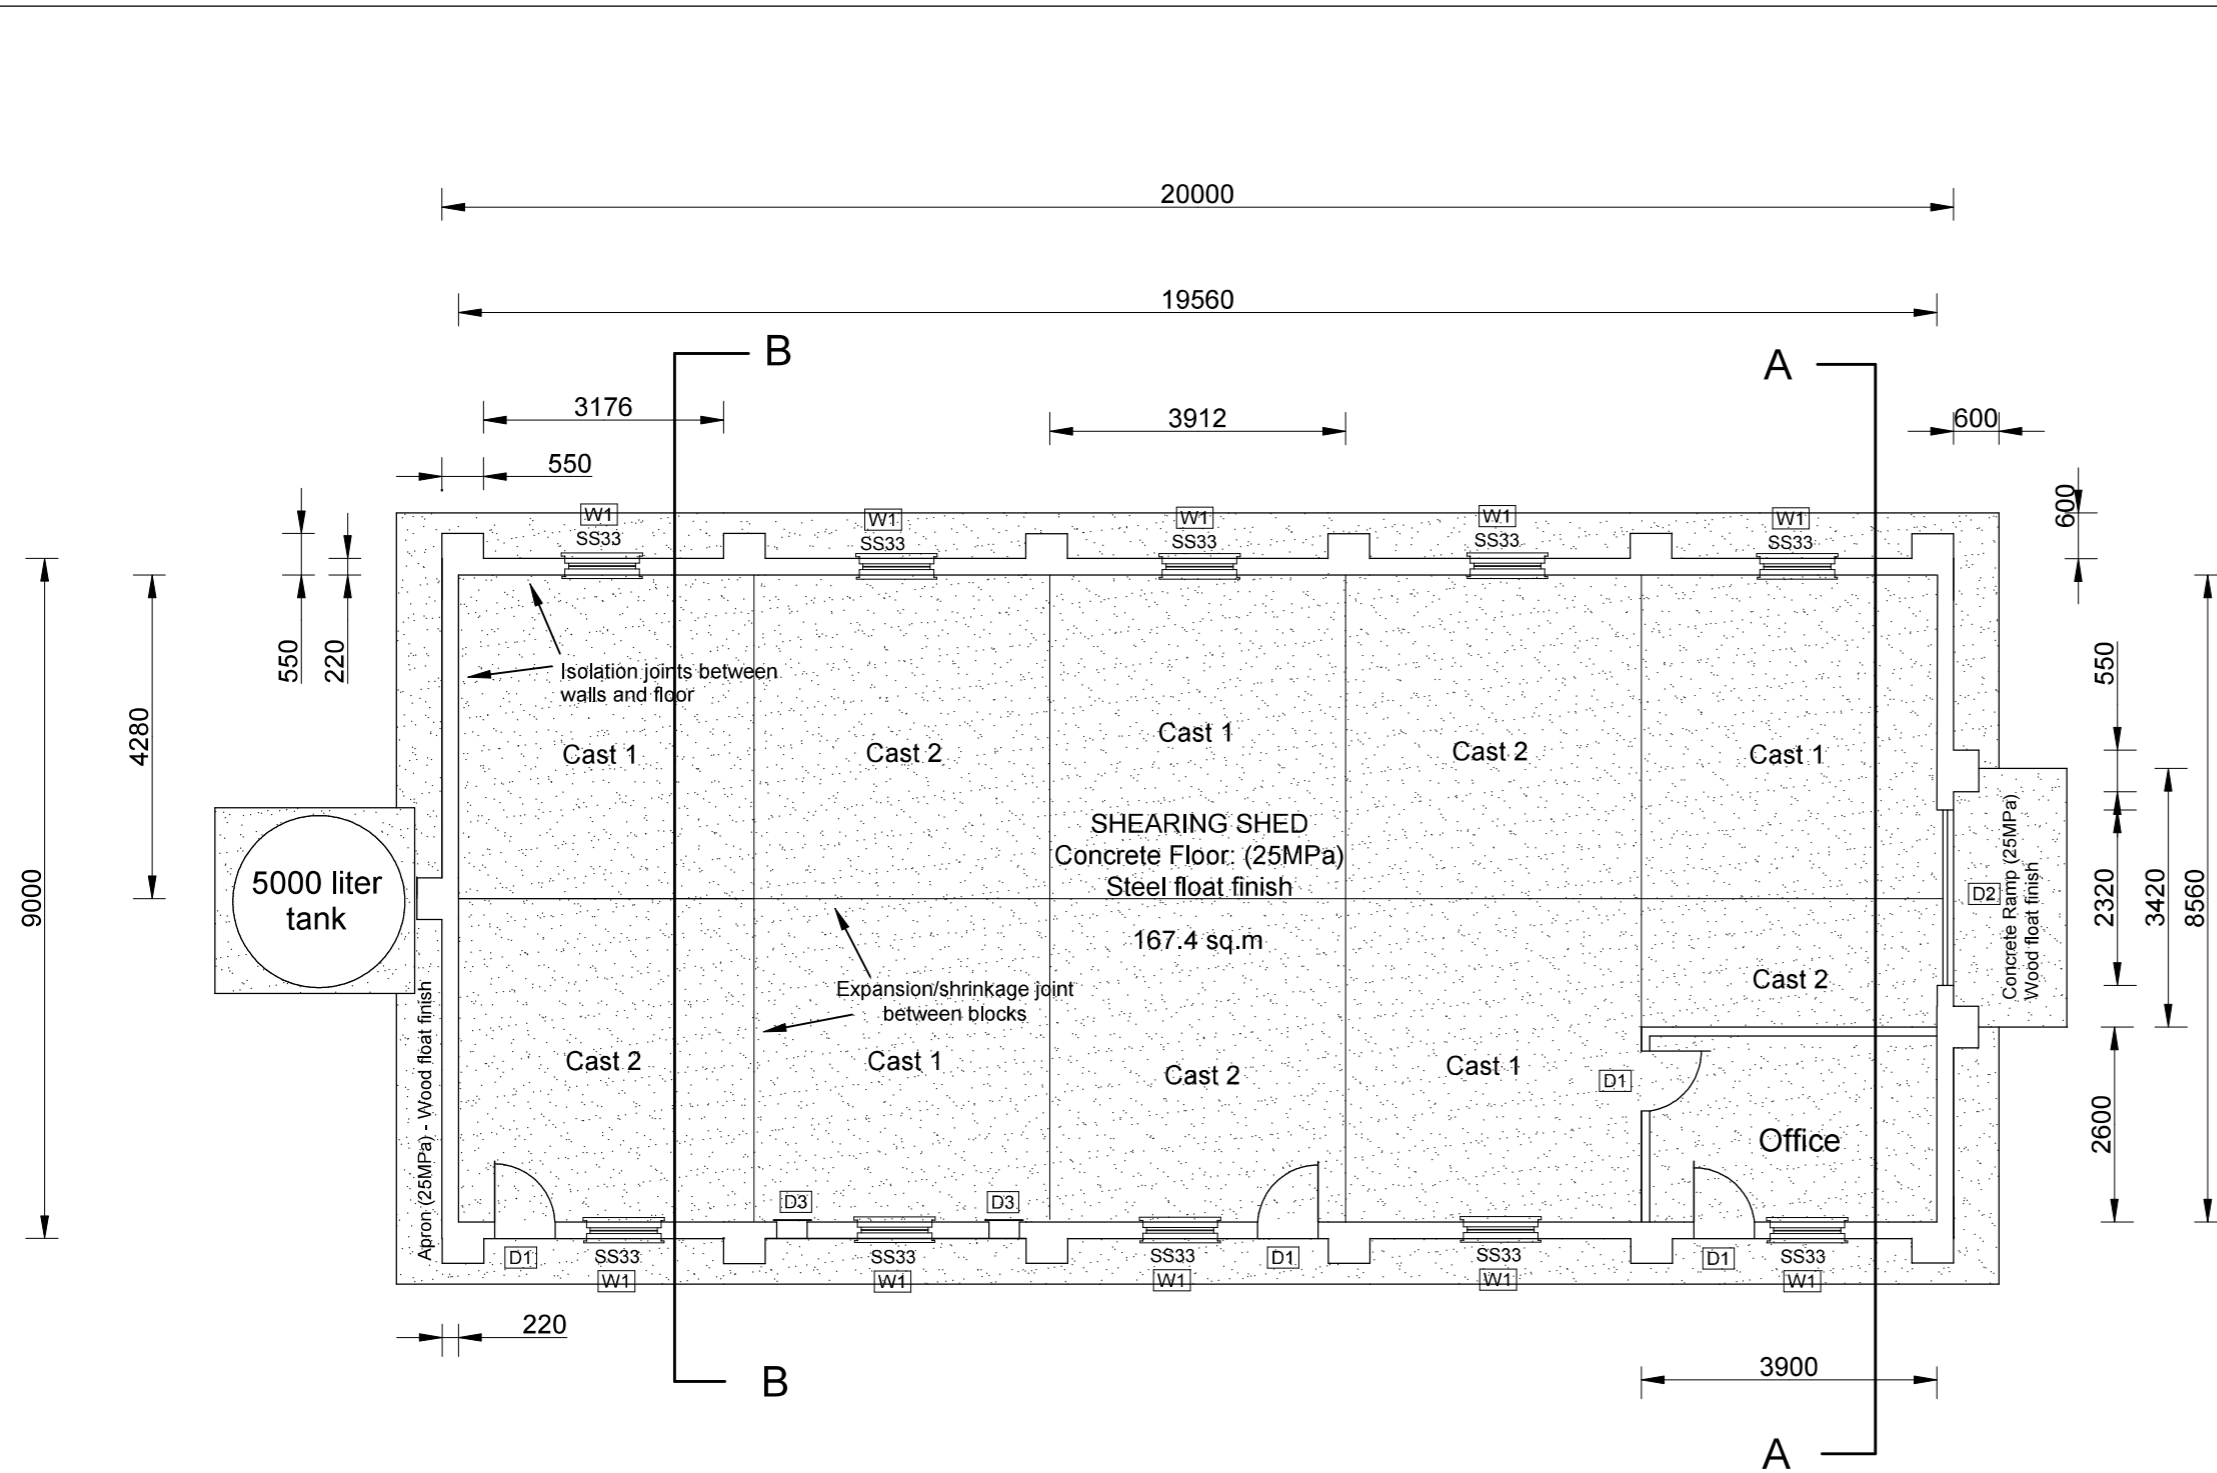 20000
19560
B
A
3176
3912
600
550
600
W1
W1
W1
W1
W1
SS33
SS33
SS33
SS33
SS33
550
220
4280
9000
Isolation joints between
walls and floor
Cast 1
Cast 2
Cast 1
Cast 2
Cast 1
550
2320
3420
8560
5000 liter
tank
SHEARING SHED
Concrete Floor: (25MPa)
Steel float finish
167.4 sq.m
D2
Concrete Ramp (25MPa)
Wood float finish
Expansion/shrinkage joint
between blocks
Apron (25MPa) - Wood float finish
Cast 2
Cast 1
Cast 2
Cast 1
Cast 2
D1
Office
2600
D3
D3
D1
SS33
SS33
SS33
D1
SS33
D1
SS33
W1
W1
W1
W1
W1
220
B
3900
A